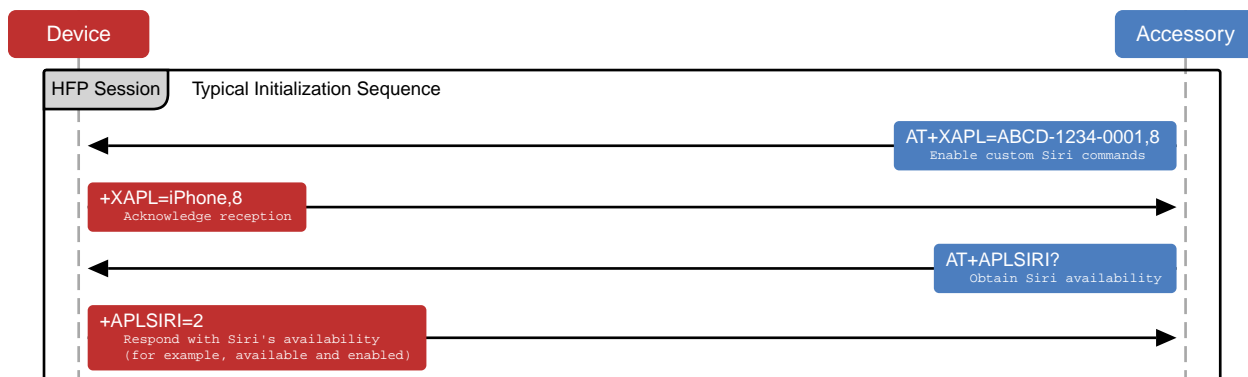 Device
Accessory
HFP Session
Typical Initialization Sequence
AT+XAPL=ABCD-1234-0001,8
Enable custom Siri commands
+XAPL=iPhone,8
Acknowledge reception
AT+APLSIRI?
Obtain Siri availability
+APLSIRI=2
Respond with Siri's availability
(for example, available and enabled)